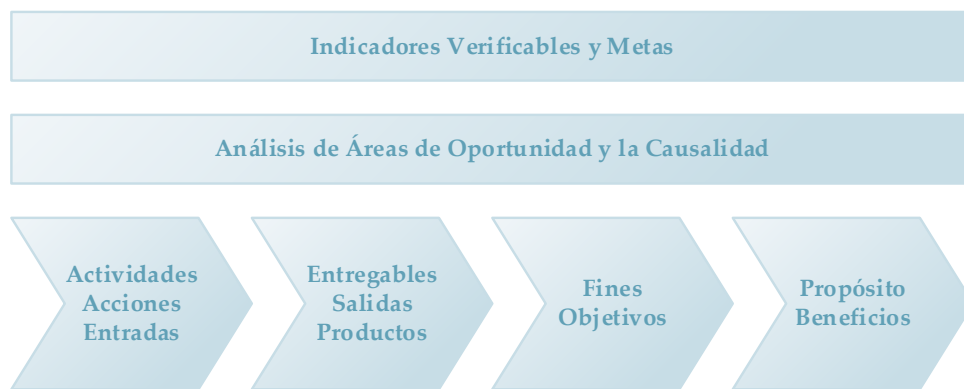 Indicadores Verificables y Metas
Análisis de Áreas de Oportunidad y la Causalidad
Actividades
Acciones
Entradas
Entregables
Salidas
Productos
Fines
Objetivos
Propósito
Beneficios